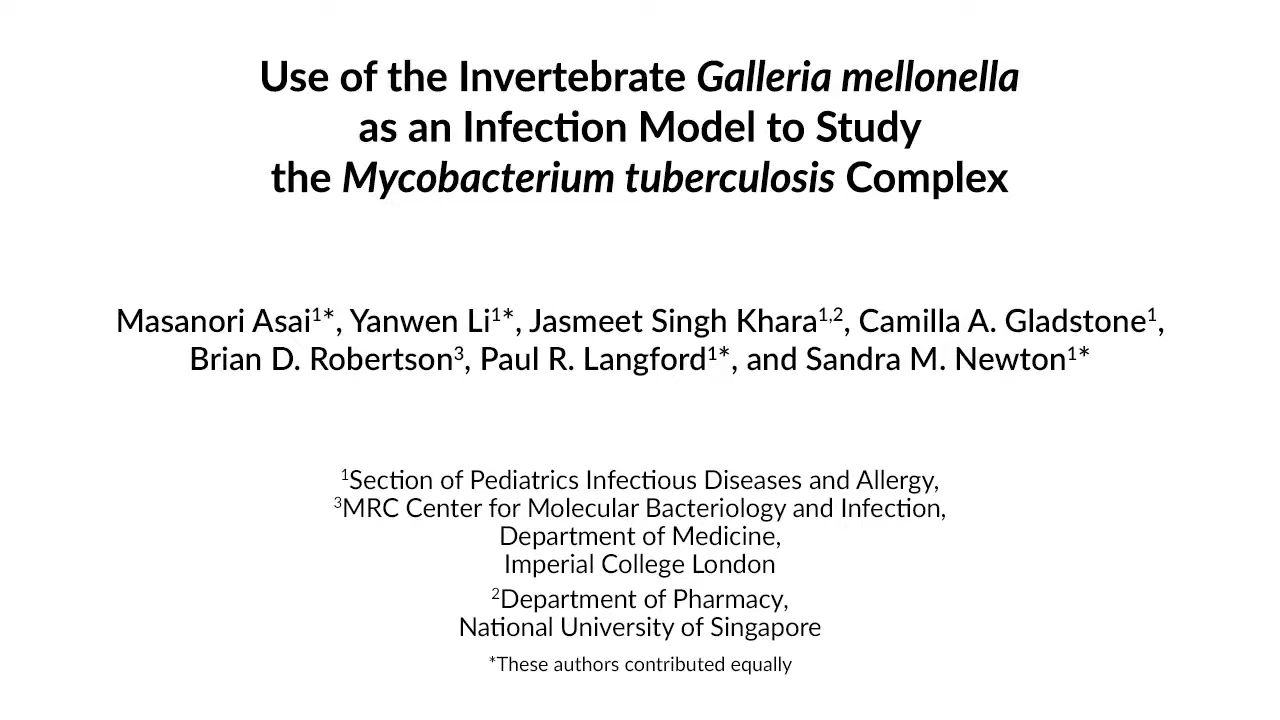 Use of the Invertebrate Galleria mellonella
as an Infection Model to Study
the Mycobacterium tuberculosis Complex
Masanori Asai¹*, Yanwen Li¹*, Jasmeet Singh Khara¹,², Camilla A. Gladstone¹,
Brian D. Robertson³, Paul R. Langford¹*, and Sandra M. Newton¹*
¹Section of Pediatrics Infectious Diseases and Allergy,
³MRC Center for Molecular Bacteriology and Infection,
Department of Medicine,
Imperial College London
²Department of Pharmacy,
National University of Singapore
*These authors contributed equally